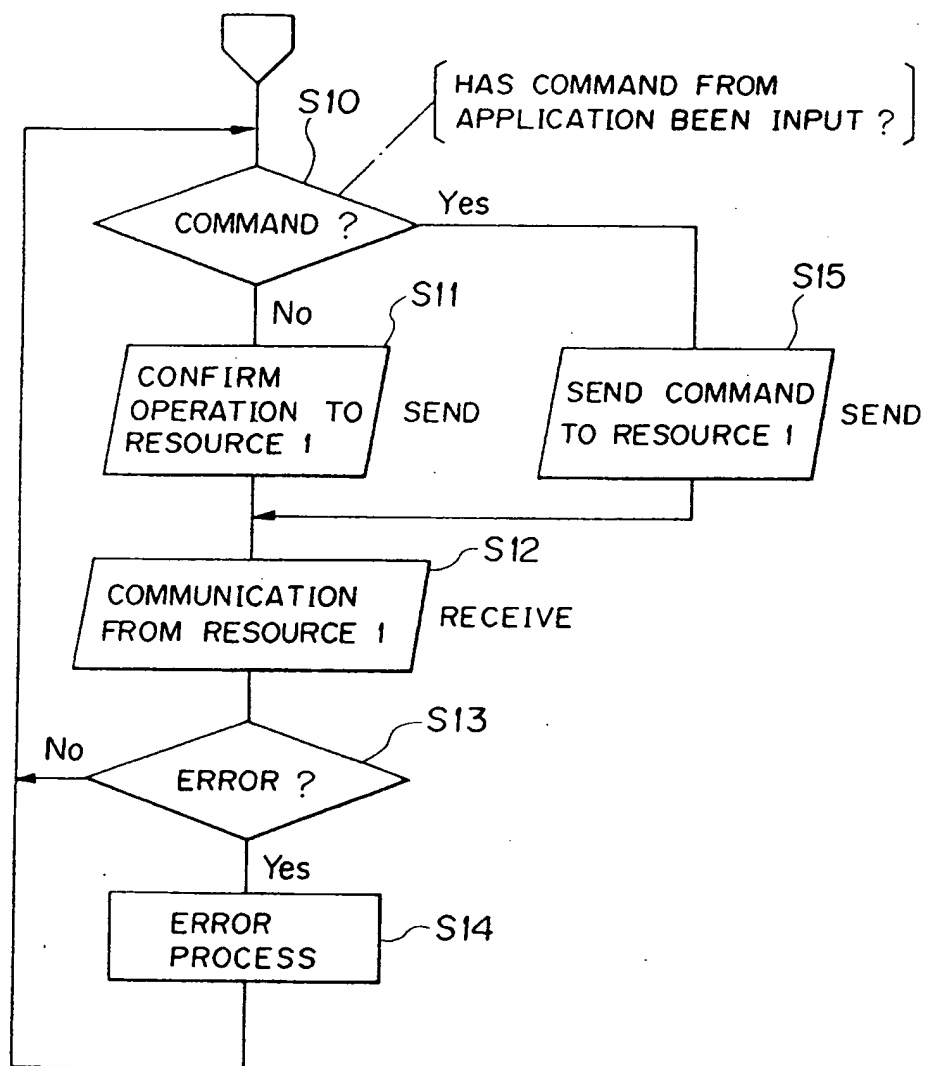 S10
HAS COMMAND FROM
APPLICATION BEEN INPUT ?
COMMAND ?
Yes
No
S11
S15
CONFIRM
OPERATION TO
RESOURCE 1
SEND
SEND COMMAND
TO RESOURCE 1
SEND
S12
COMMUNICATION
FROM RESOURCE 1
RECEIVE
S13
No
ERROR ?
Yes
S14
ERROR
PROCESS